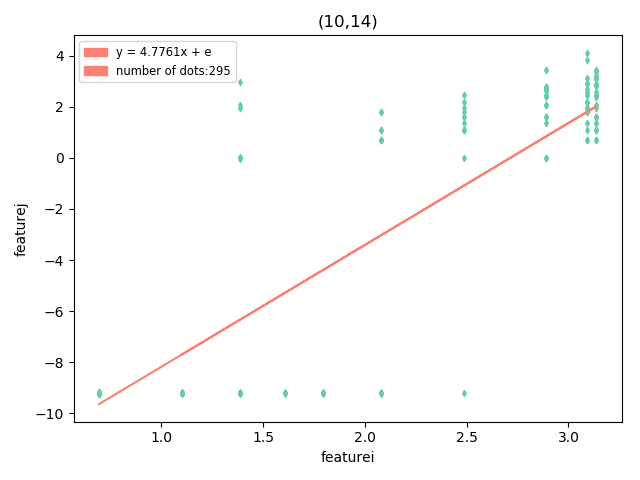 (10,14)
y = 4.7761x + e
number of dots:295
4
2
0
−2
−4
−6
−8
−10
featurej
1.0 1.5 2.0 2.5 3.0
featurei